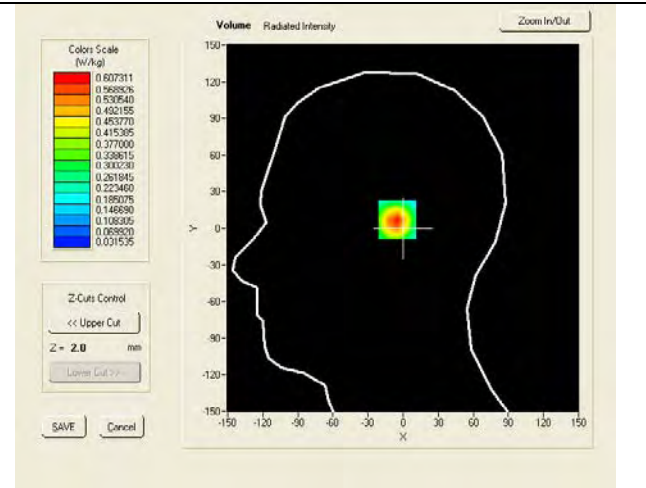 Volume Radiated Intensity
Zoom In/Out
Colors Scale
(W/kg)
0.607311
0.568926
0.530540
0.492155
0.453770
0.415385
0.377000
0.338615
0.300230
0.261845
0.223460
0.185075
0.146690
0.108305
0.069920
0.031535
Z-Cuts Control
<< Upper Cut
Z = 2.0 mm
Lower Cut >>
SAVE
Cancel
150
120
90
60
30
0
-30
-60
-90
-120
-150
Y
-150 -120 -90 -60 -30 0 30 60 90 120 150
X